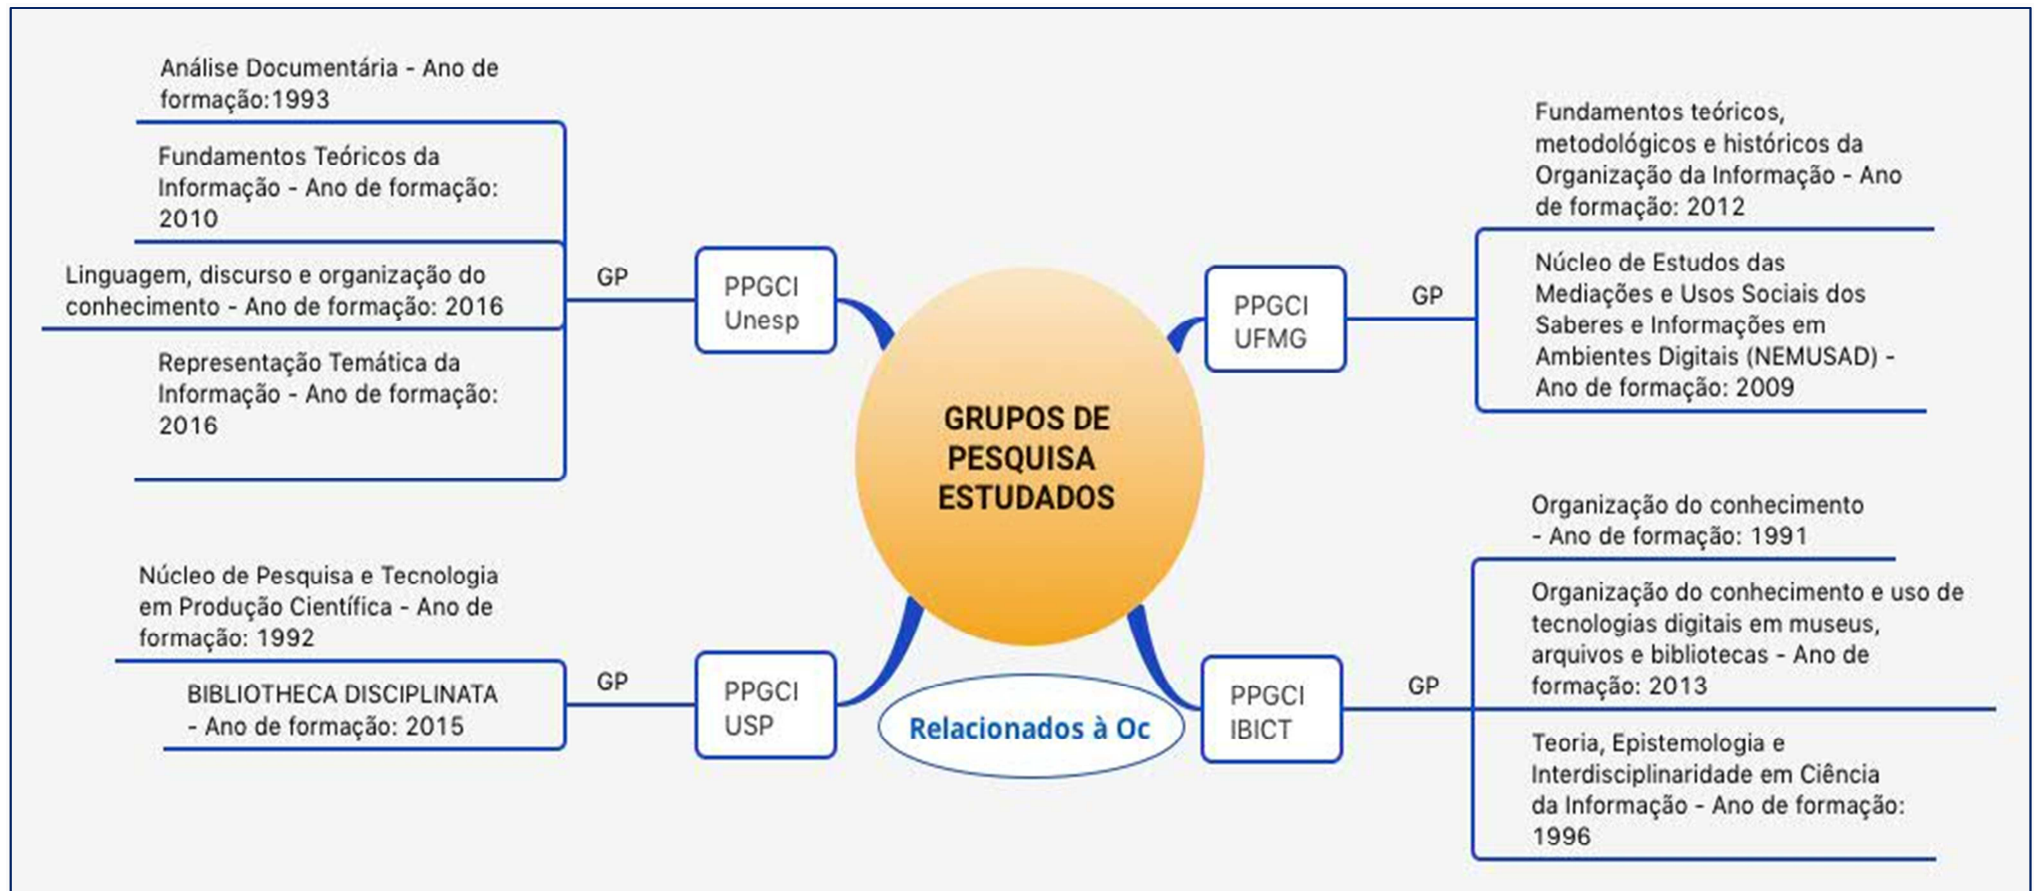 Análise Documentária - Ano de
formação:1993
Fundamentos Teóricos da
Informação - Ano de formação:
2010
Linguagem, discurso e organização do
conhecimento - Ano de formação: 2016
Representação Temática da
Informação - Ano de formação:
2016
GP
PPGCI
Unesp
Núcleo de Pesquisa e Tecnologia
em Produção Científica - Ano de
formação: 1992
BIBLIOTHECA DISCIPLINATA
- Ano de formação: 2015
GP
PPGCI
USP
GRUPOS DE
PESQUISA
ESTUDADOS
Relacionados à Oc
PPGCI
UFMG
GP
Fundamentos teóricos,
metodológicos e históricos da
Organização da Informação - Ano
de formação: 2012
Núcleo de Estudos das
Mediações e Usos Sociais dos
Saberes e Informações em
Ambientes Digitais (NEMUSAD) -
Ano de formação: 2009
PPGCI
IBICT
GP
Organização do conhecimento
- Ano de formação: 1991
Organização do conhecimento e uso de
tecnologias digitais em museus,
arquivos e bibliotecas - Ano de
formação: 2013
Teoria, Epistemologia e
Interdisciplinaridade em Ciência
da Informação - Ano de formação:
1996